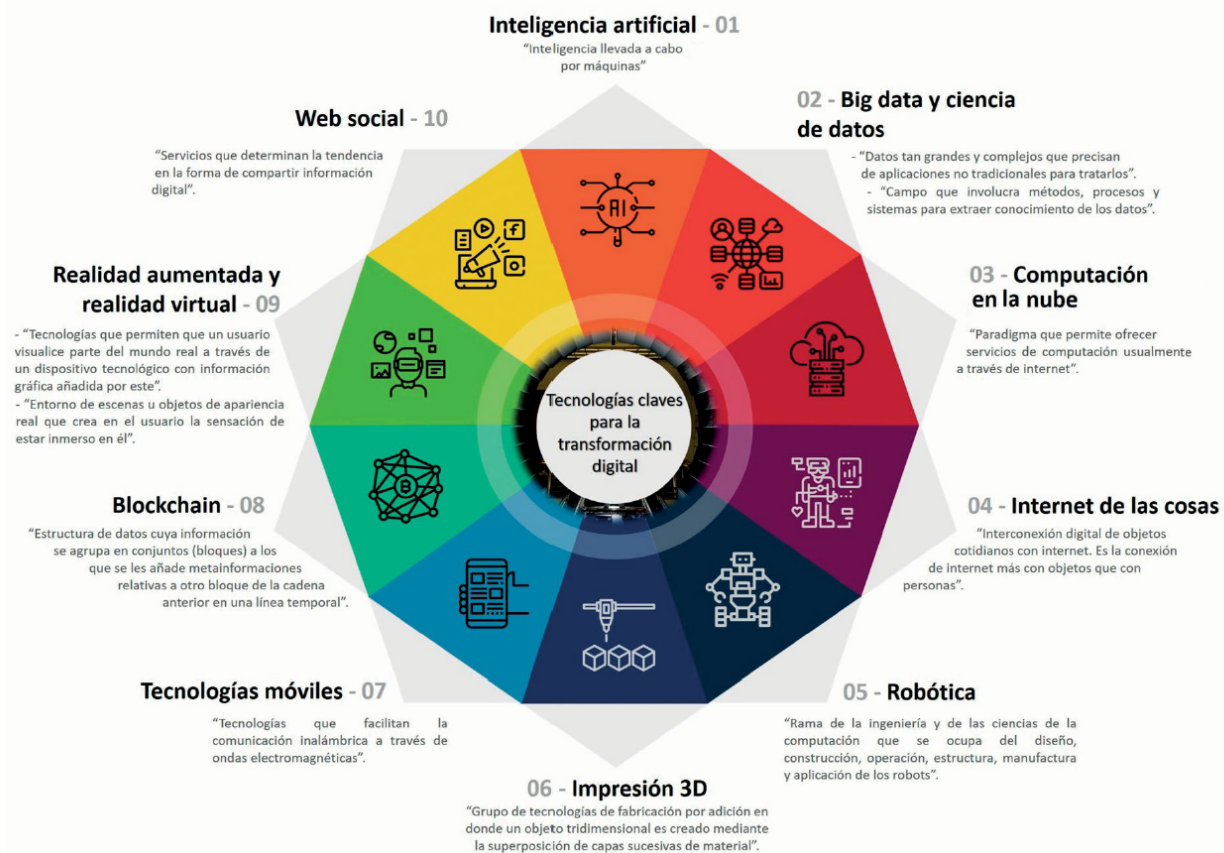 Inteligencia artificial - 01
“Inteligencia llevada a cabo
por máquinas”
02 - Big data y ciencia
de datos
- “Datos tan grandes y complejos que precisan
de aplicaciones no tradicionales para tratarlos”.
- “Campo que involucra métodos, procesos y
sistemas para extraer conocimiento de los datos”.
03 - Computación
en la nube
“Paradigma que permite ofrecer
servicios de computación usualmente
a través de internet”.
04 - Internet de las cosas
“Interconexión digital de objetos
cotidianos con internet. Es la conexión
de internet más con objetos que con
personas”.
05 - Robótica
“Rama de la ingeniería y de las ciencias de la
computación que se ocupa del diseño,
construcción, operación, estructura, manufactura
y aplicación de los robots”.
06 - Impresión 3D
“Grupo de tecnologías de fabricación por adición en
donde un objeto tridimensional es creado mediante
la superposición de capas sucesivas de material”.
Tecnologías móviles - 07
“Tecnologías que facilitan la
comunicación inalámbrica a través de
ondas electromagnéticas”.
Blockchain - 08
“Estructura de datos cuya información
se agrupa en conjuntos (bloques) a los
que se les añade metainformaciones
relativas a otro bloque de la cadena
anterior en una línea temporal”.
Realidad aumentada y
realidad virtual - 09
- “Tecnologías que permiten que un usuario
visualice parte del mundo real a través de
un dispositivo tecnológico con información
gráfica añadida por este”.
- “Entorno de escenas u objetos de apariencia
real que crea en el usuario la sensación de
estar inmerso en él”.
Web social - 10
“Servicios que determinan la tendencia
en la forma de compartir información
digital”.
AI
f
B
Tecnologías claves
para la
transformación
digital